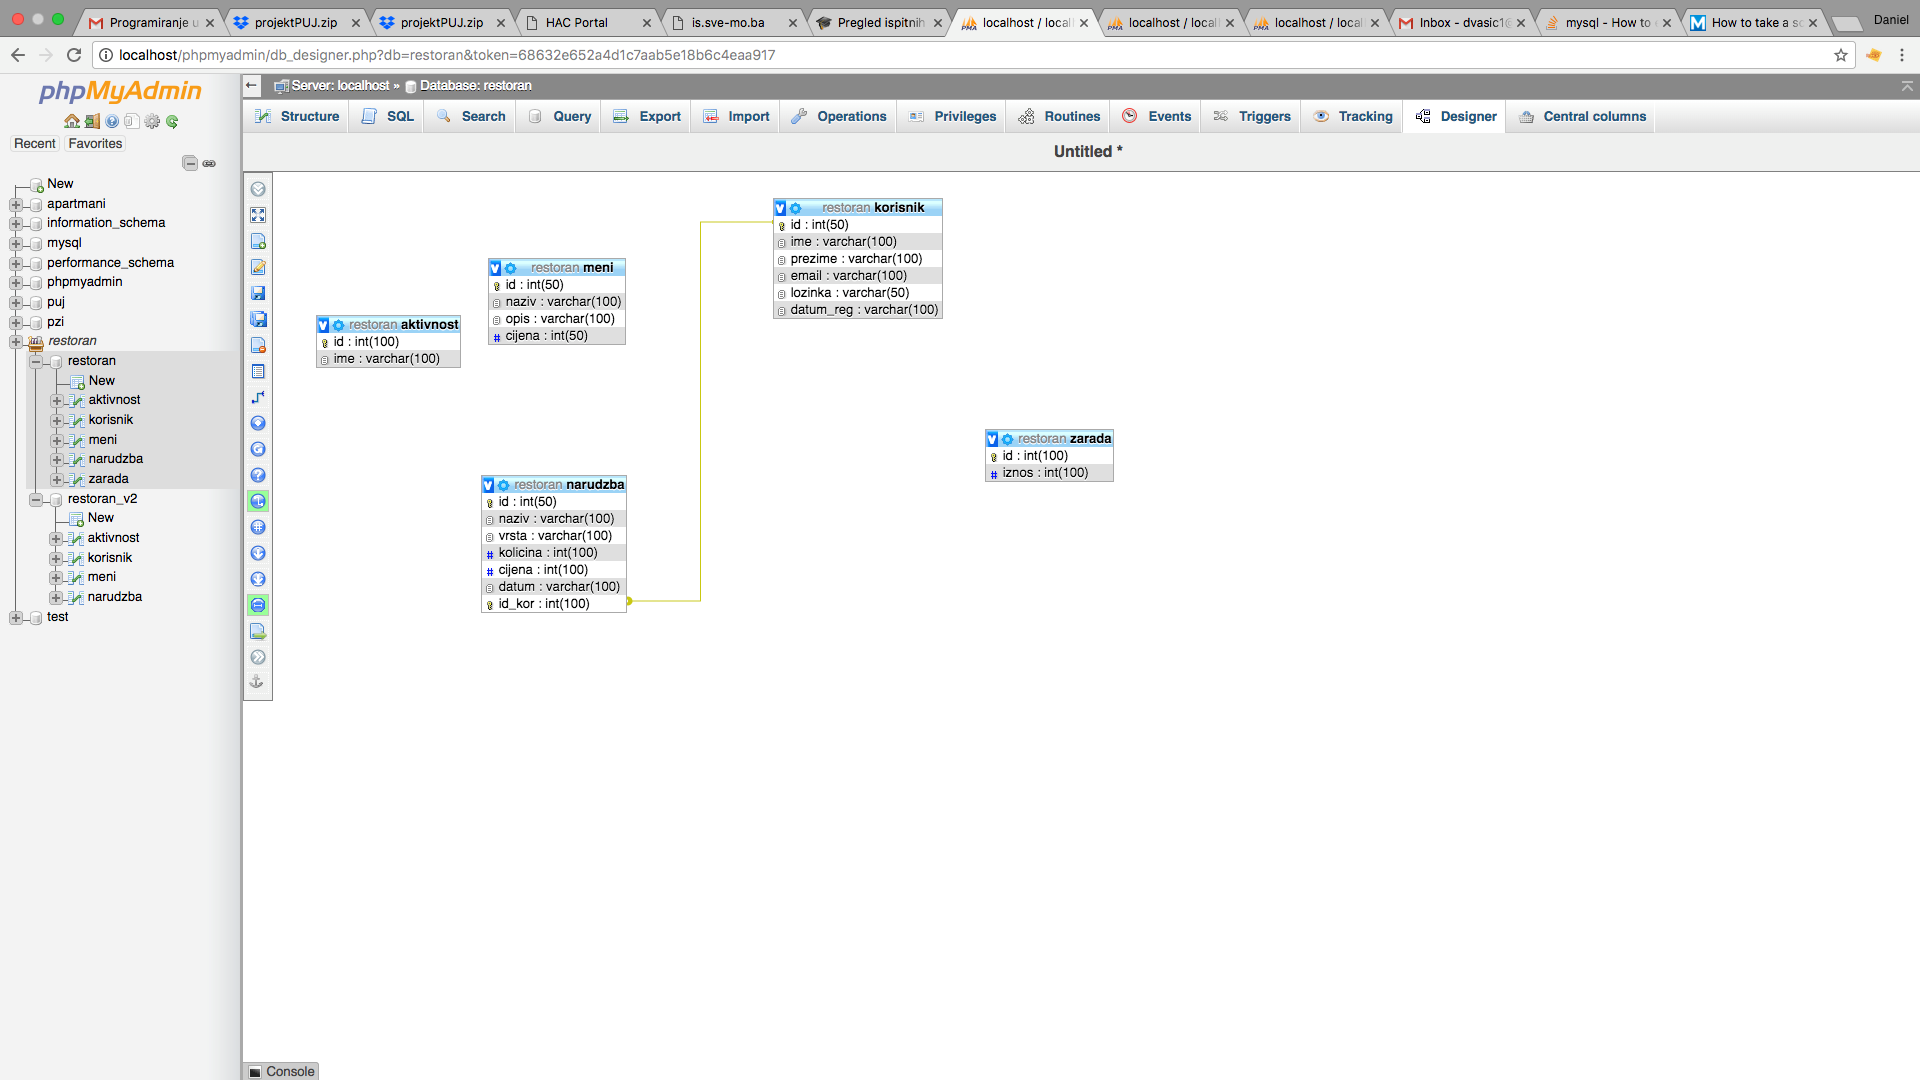 Programiranje u
projektPUJ.zip
projektPUJ.zip
HAC Portal
is.sve-mo.ba
Pregled ispitnih
localhost / local
localhost / local
localhost / local
Inbox - dvasic1@
mysql - How to
How to take a sc
Daniel
localhost/phpmyadmin/db_designer.php?db=restoran&token=68632e652a4d1c7aab5e18b6c4eaa917
phpMyAdmin
Recent
Favorites
New
apartmani
information_schema
mysql
performance_schema
phpmyadmin
puj
pzi
restoran
restoran
New
aktivnost
korisnik
meni
narudzba
zarada
restoran_v2
New
aktivnost
korisnik
meni
narudzba
test
Server: localhost » Database: restoran
Structure
SQL
Search
Query
Export
Import
Operations
Privileges
Routines
Events
Triggers
Tracking
Designer
Central columns
Untitled *
restoran korisnik
id : int(50)
ime : varchar(100)
prezime : varchar(100)
email : varchar(100)
lozinka : varchar(50)
datum_reg : varchar(100)
restoran meni
id : int(50)
naziv : varchar(100)
opis : varchar(100)
cijena : int(50)
restoran aktivnost
id : int(100)
ime : varchar(100)
restoran zarada
id : int(100)
iznos : int(100)
restoran narudzba
id : int(50)
naziv : varchar(100)
vrsta : varchar(100)
kolicina : int(100)
cijena : int(100)
datum : varchar(100)
id_kor : int(100)
Console